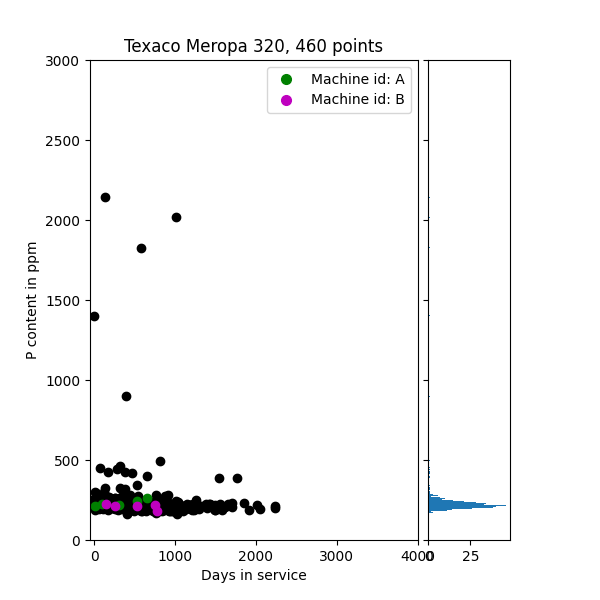 Texaco Meropa 320, 460 points
Machine id: A
Machine id: B
P content in ppm
3000
2500
2000
1500
1000
500
0
0 1000 2000 3000 4000
0 25
Days in service